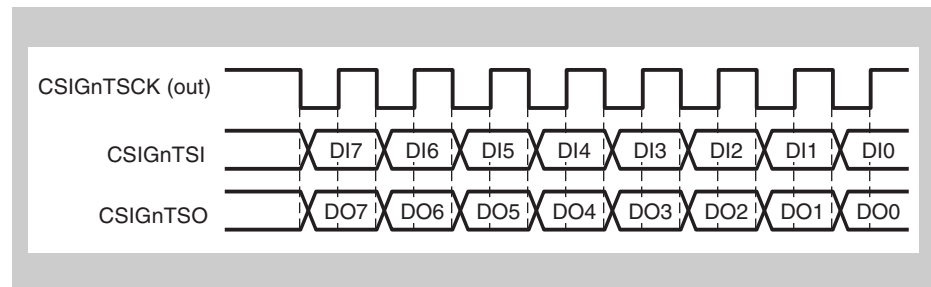 CSIGnTSCK (out)
CSIGnTSI DI7 DI6 DI5 DI4 DI3 DI2 DI1 DI0
CSIGnTSO DO7 DO6 DO5 DO4 DO3 DO2 DO1 DO0